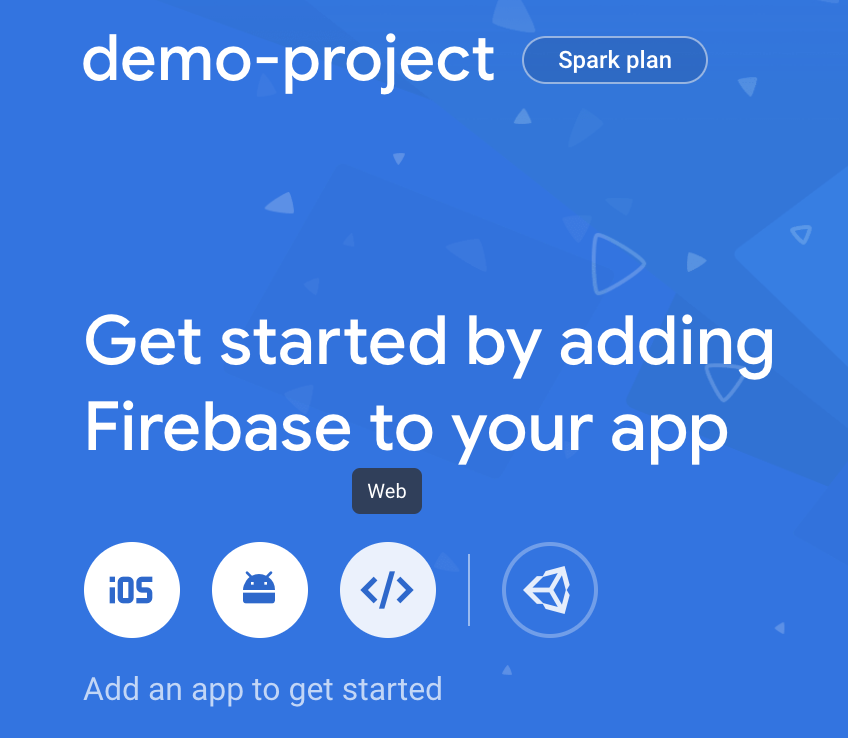 demo-project Spark plan
Get started by adding
Firebase to your app
Web
iOS </>
Add an app to get started